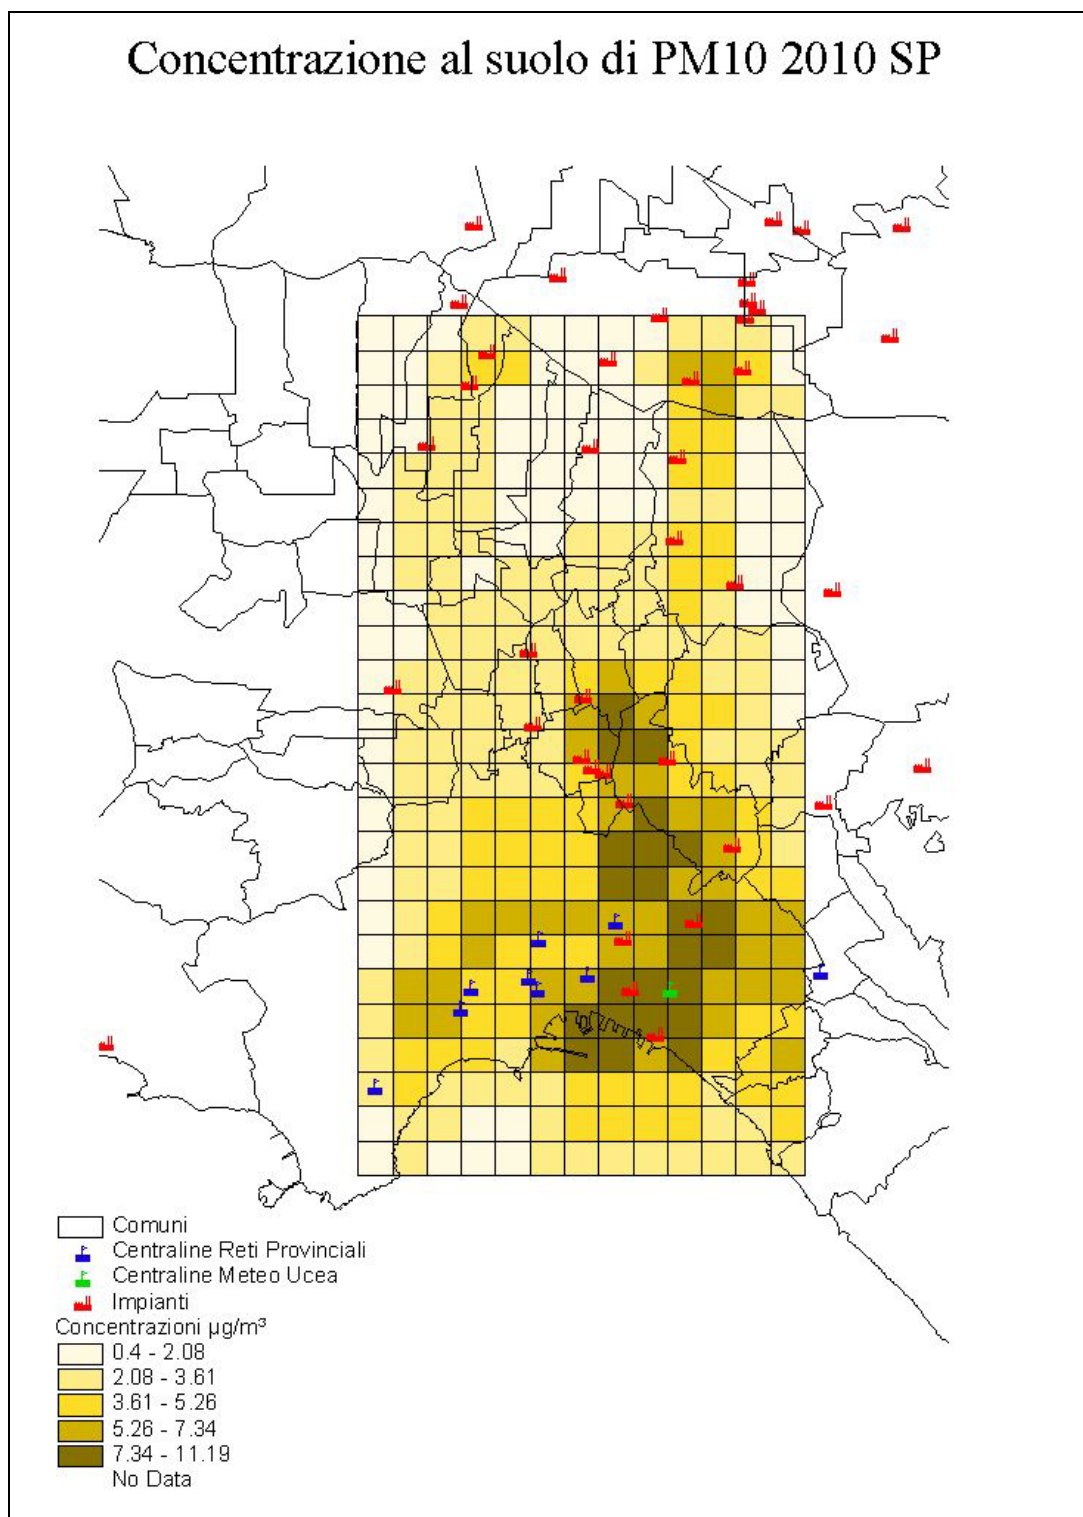 Concentrazione al suolo di PM10 2010 SP
Comuni
Centraline Reti Provinciali
Centraline Meteo Ucea
Impianti
Concentrazioni µg/m³
0.4 - 2.08
2.08 - 3.61
3.61 - 5.26
5.26 - 7.34
7.34 - 11.19
No Data